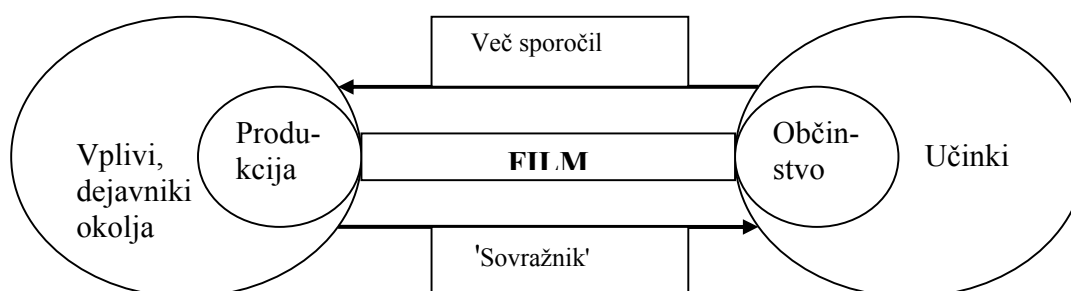 Več sporočil
Vplivi,
dejavniki
okolja
Produ-
kcija
FILM
Občin-
stvo
Učinki
'Sovražnik'